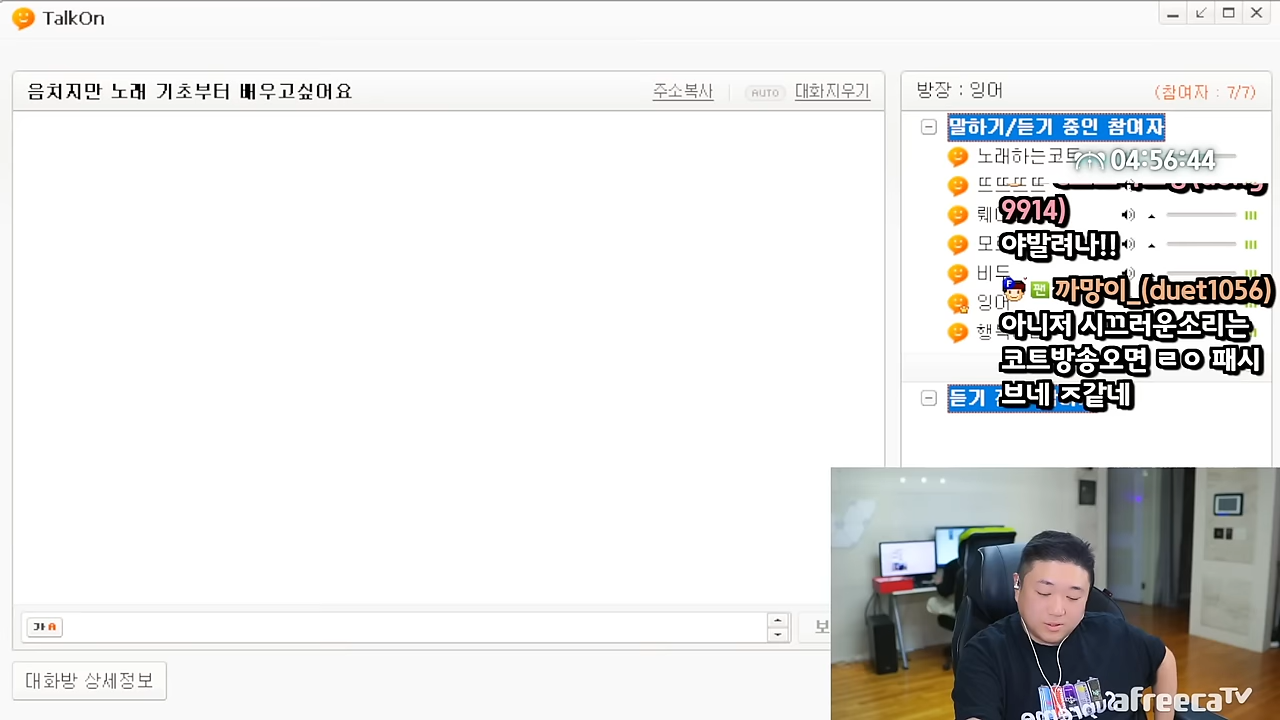 TalkOn
음치지만 노래 기초부터 배우고싶어요
주소복사
AUTO
대화지우기
방장 : 잉어
(참여자 : 7/7)
말하기/듣기 중인 참여자
노래하는코트
04:56:44
뜨뜨뜨뜨
9914)
야발려나!!
비두
팬 까망이_(duet1056)
잉어
아니저 시끄러운소리는
코트방송오면 ㄹㅇ 패시
브네 ㅈ같네
듣기
가A
보
대화방 상세정보
afreecaTV